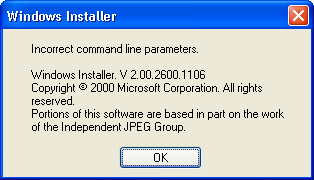 Windows Installer
Incorrect command line parameters.
Windows Installer. V 2.00.2600.1106
Copyright © 2000 Microsoft Corporation. All rights
reserved.
Portions of this software are based in part on the work
of the Independent JPEG Group.
OK